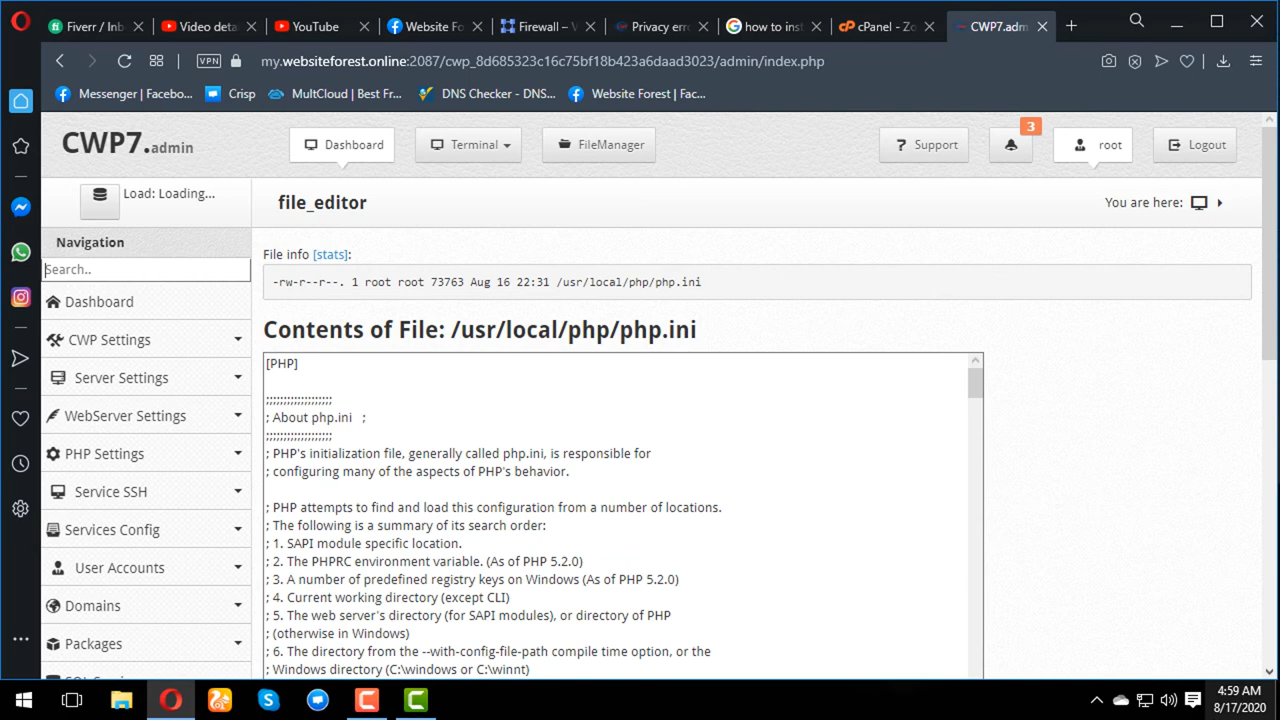 Fiverr / Inb
Video deta
YouTube
Website Fo
Firewall – V
Privacy erro
how to inst
cPanel - Zo
CWP7.adm
VPN
my.websiteforest.online:2087/cwp_8d685323c16c75bf18b423a6daad3023/admin/index.php
Messenger | Facebo...
Crisp
MultCloud | Best Fr...
DNS Checker - DNS...
Website Forest | Fac...
CWP7.admin
Dashboard
Terminal
FileManager
Support
3
root
Logout
Load: Loading...
file_editor
You are here:
Navigation
Search..
Dashboard
CWP Settings
Server Settings
WebServer Settings
PHP Settings
Service SSH
Services Config
User Accounts
Domains
Packages
File info [stats]:
-rw-r--r--. 1 root root 73763 Aug 16 22:31 /usr/local/php/php.ini
Contents of File: /usr/local/php/php.ini
[PHP]
;;;;;;;;;;;;;;;;;;;
; About php.ini   ;
;;;;;;;;;;;;;;;;;;;
; PHP's initialization file, generally called php.ini, is responsible for
; configuring many of the aspects of PHP's behavior.
; PHP attempts to find and load this configuration from a number of locations.
; The following is a summary of its search order:
; 1. SAPI module specific location.
; 2. The PHPRC environment variable. (As of PHP 5.2.0)
; 3. A number of predefined registry keys on Windows (As of PHP 5.2.0)
; 4. Current working directory (except CLI)
; 5. The web server's directory (for SAPI modules), or directory of PHP
; (otherwise in Windows)
; 6. The directory from the --with-config-file-path compile time option, or the
; Windows directory (C:\windows or C:\winnt)
4:59 AM
8/17/2020